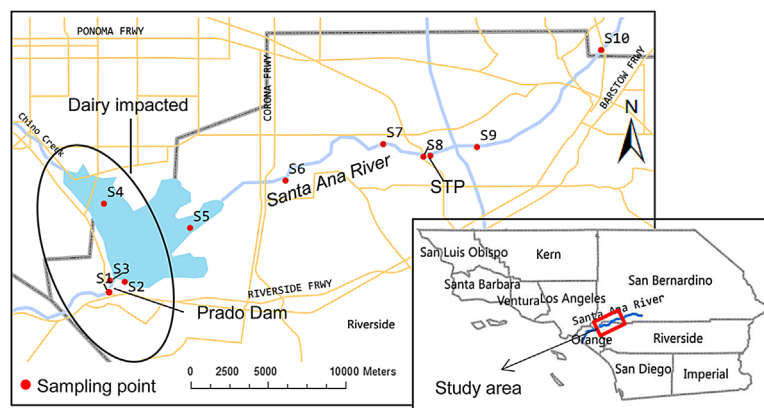 PONOMA FRWY
Dairy impacted
Chino Creek
CORONA FRWY
BARSTOW FRWY
S10
N
S7
S8
S9
STP
S6
Santa Ana River
S4
S5
S3
S1
S2
RIVERSIDE FRWY
Prado Dam
Riverside
Sampling point
0 2500 5000 10000 Meters
San Luis Obispo
Kern
Santa Barbara
Ventura
Los Angeles
San Bernardino
Santa Ana River
Orange
Riverside
San Diego
Imperial
Study area